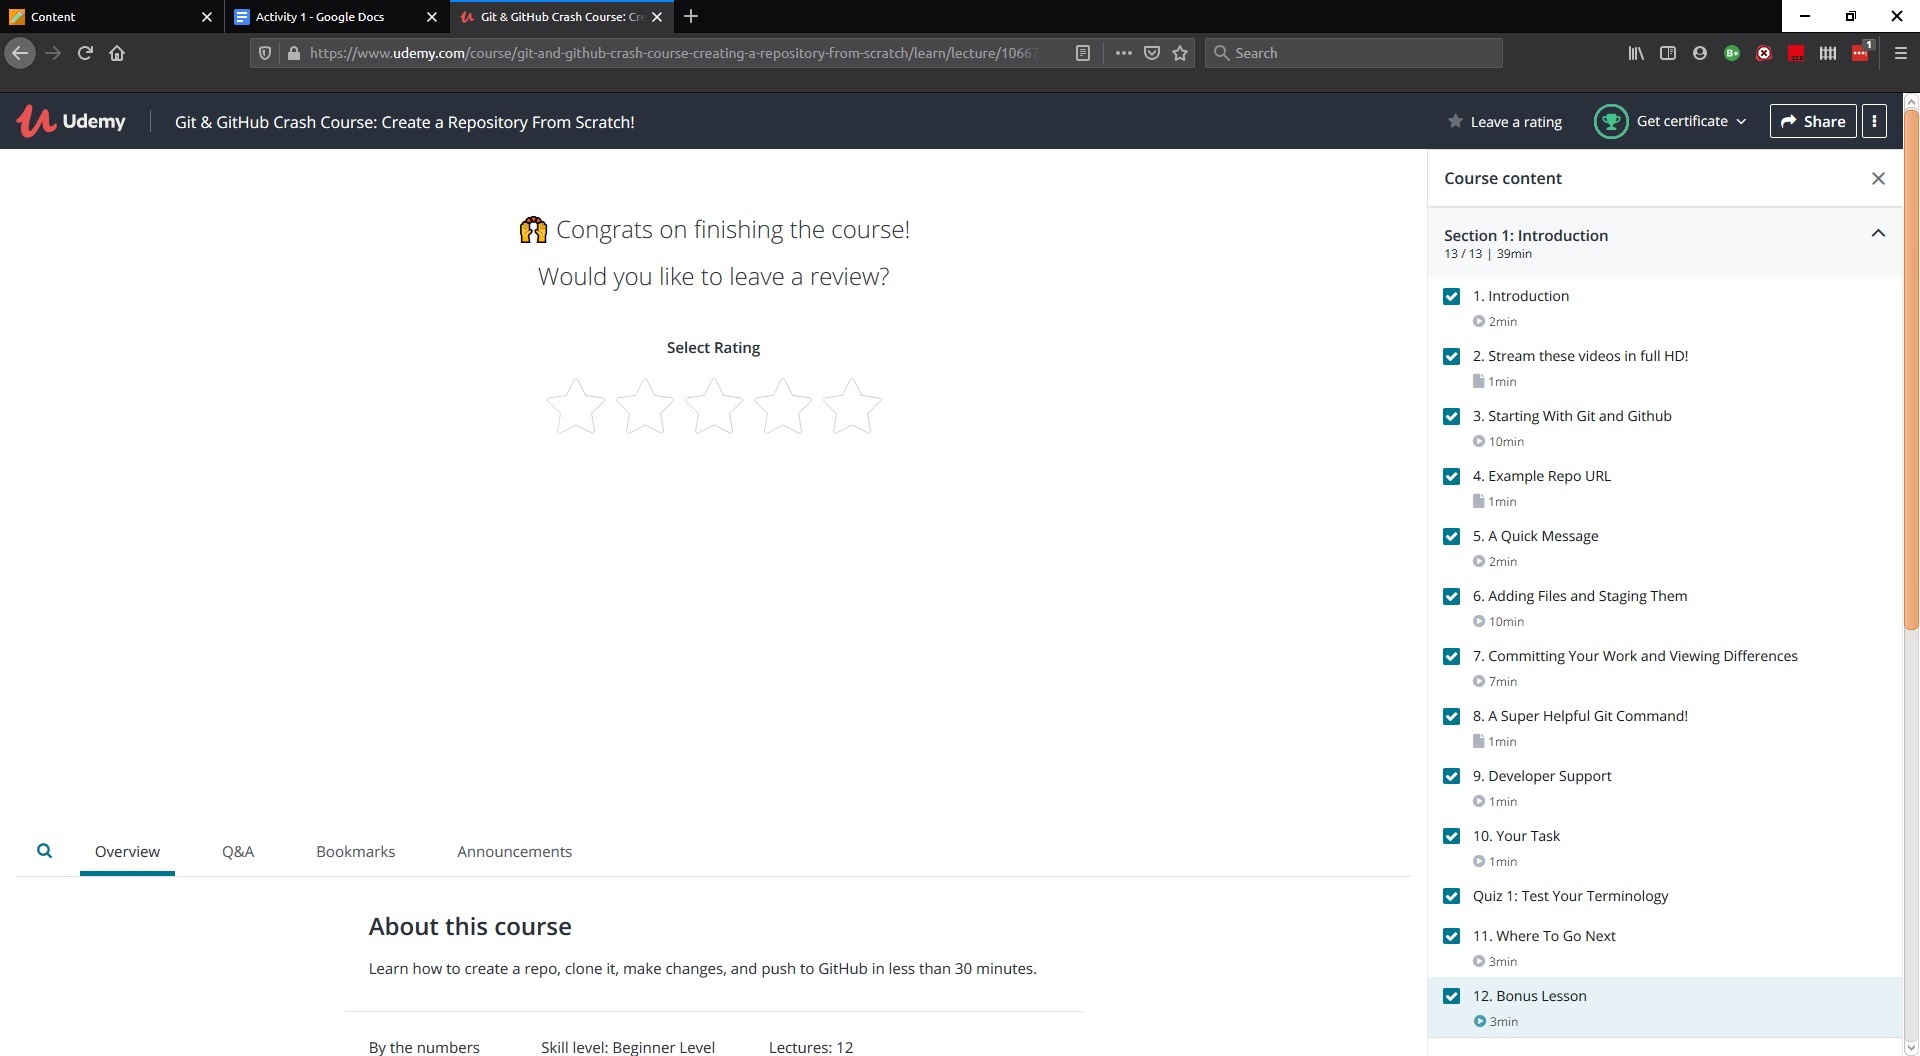 Content
Activity 1 - Google Docs
Git & GitHub Crash Course: Cre
https://www.udemy.com/course/git-and-github-crash-course-creating-a-repository-from-scratch/learn/lecture/10667
Search
B+
1
Udemy
Git & GitHub Crash Course: Create a Repository From Scratch!
Leave a rating
Get certificate
Share
Congrats on finishing the course!
Would you like to leave a review?
Select Rating
Overview
Q&A
Bookmarks
Announcements
About this course
Learn how to create a repo, clone it, make changes, and push to GitHub in less than 30 minutes.
By the numbers
Skill level: Beginner Level
Lectures: 12
Course content
Section 1: Introduction
13 / 13 | 39min
1. Introduction
2min
2. Stream these videos in full HD!
1min
3. Starting With Git and Github
10min
4. Example Repo URL
1min
5. A Quick Message
2min
6. Adding Files and Staging Them
10min
7. Committing Your Work and Viewing Differences
7min
8. A Super Helpful Git Command!
1min
9. Developer Support
1min
10. Your Task
1min
Quiz 1: Test Your Terminology
11. Where To Go Next
3min
12. Bonus Lesson
3min